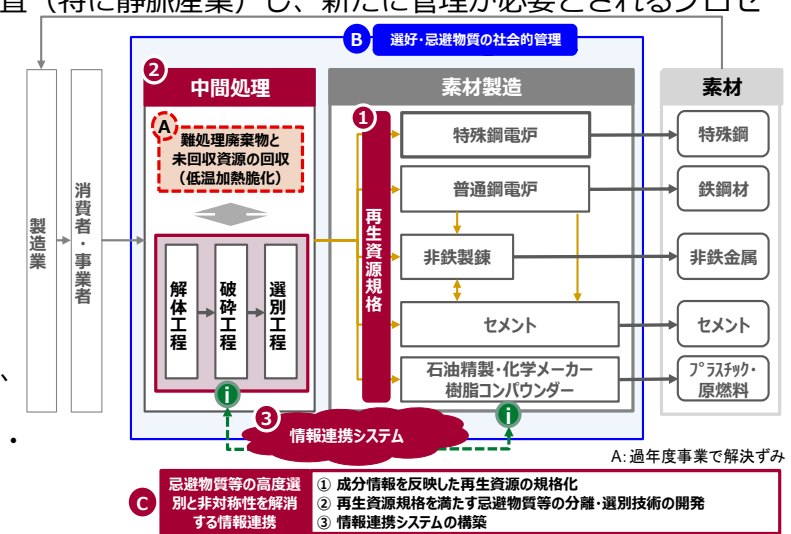 置（特に静脈産業）し、新たに管理が必要とされるプロセ
B 選好・忌避物質の社会的管理
2
中間処理
素材製造
素材
A
難処理廃棄物と
未回収資源の回収
（低温加熱脆化）
1
再生資源規格
製造業
消費者・事業者
解体工程
破砕工程
選別工程
特殊鋼電炉
普通鋼電炉
非鉄製錬
セメント
石油精製・化学メーカー
樹脂コンパウンダー
特殊鋼
鉄鋼材
非鉄金属
セメント
ﾌﾟﾗｽﾁｯｸ・
原燃料
、
・
i
i
3
情報連携システム
A：過年度事業で解決ずみ
C
忌避物質等の高度選
別と非対称性を解消
する情報連携
① 成分情報を反映した再生資源の規格化
② 再生資源規格を満たす忌避物質等の分離・選別技術の開発
③ 情報連携システムの構築